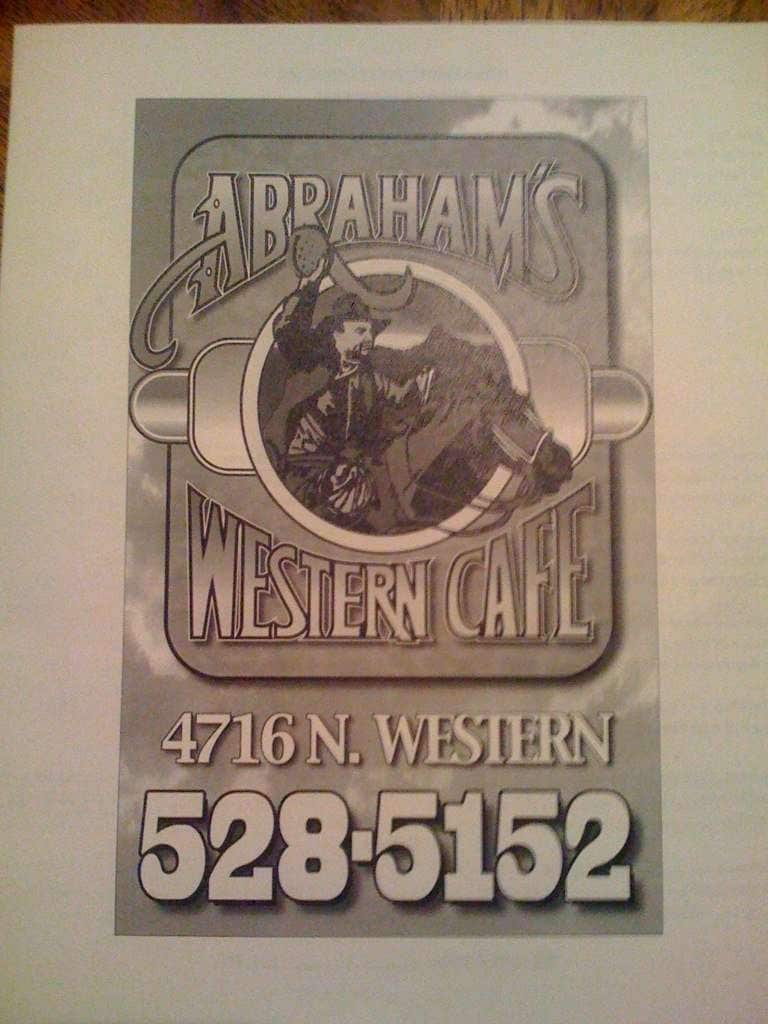 ABRAHAM'S
WESTERN CAFE
4716 N. WESTERN
528-5152